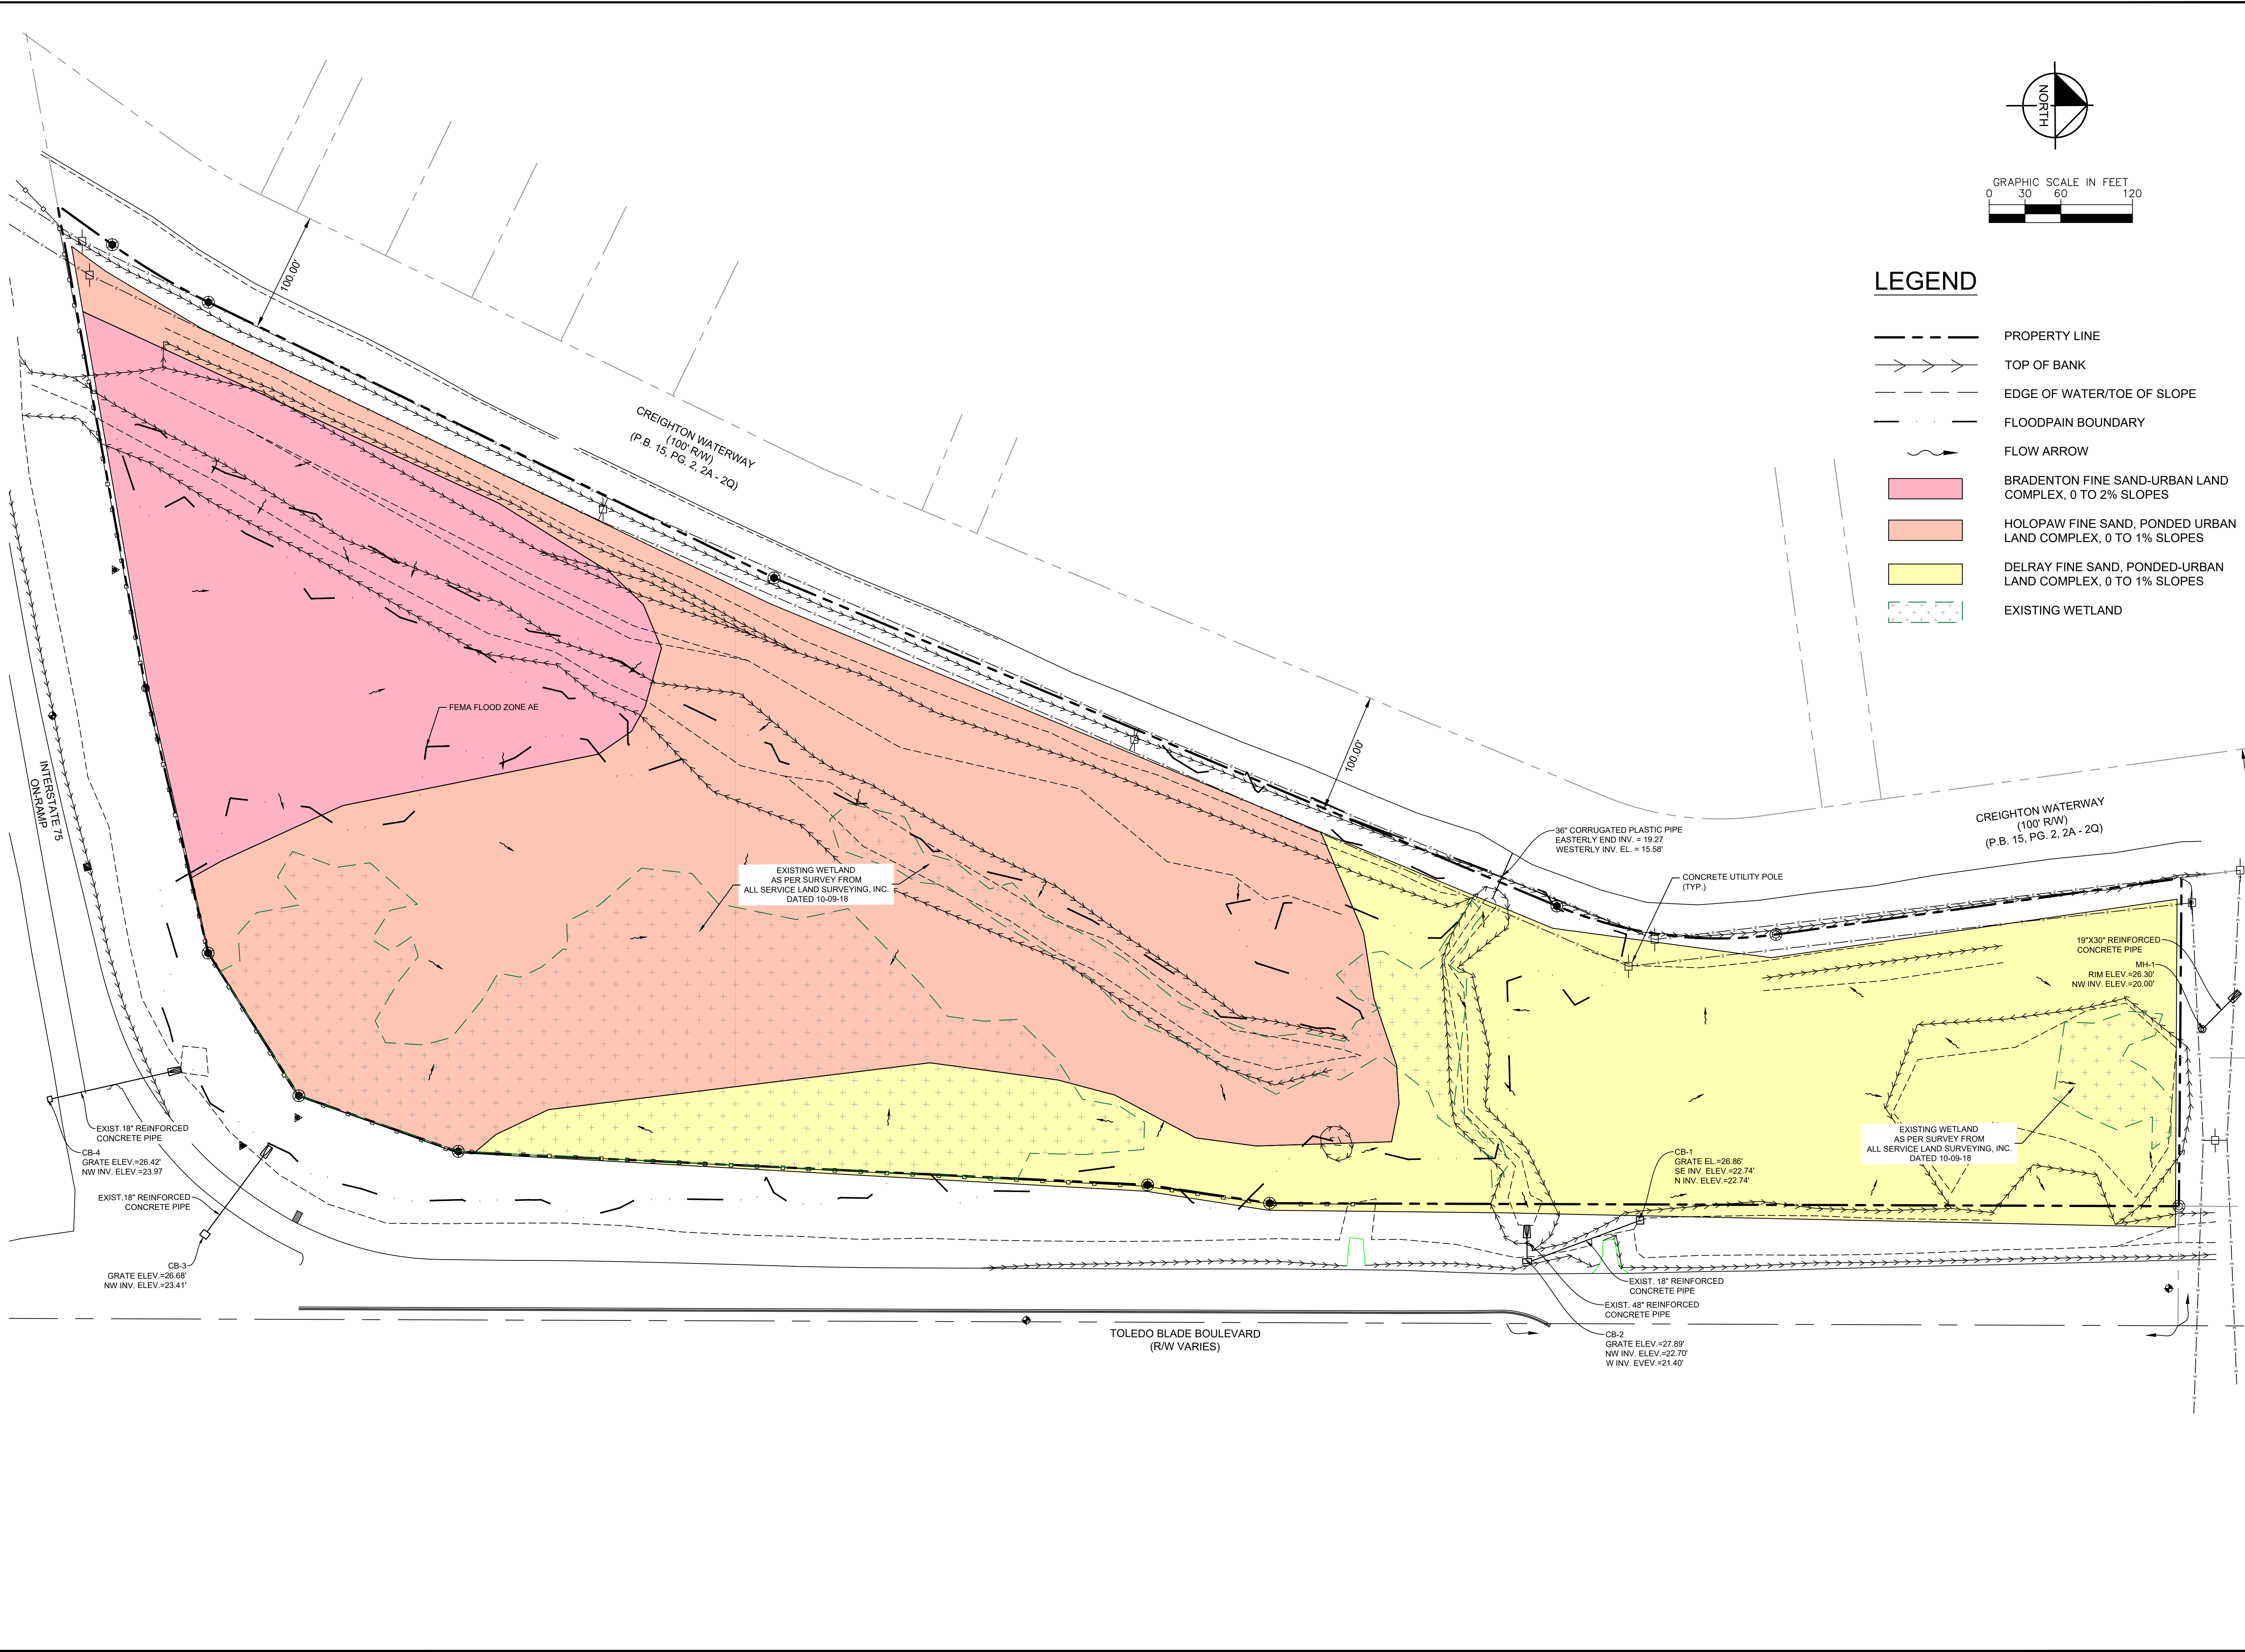 NORTH
GRAPHIC SCALE IN FEET
0 30 60 120
LEGEND
PROPERTY LINE
TOP OF BANK
EDGE OF WATER/TOE OF SLOPE
FLOODPAIN BOUNDARY
FLOW ARROW
BRADENTON FINE SAND-URBAN LAND
COMPLEX, 0 TO 2% SLOPES
HOLOPAW FINE SAND, PONDED URBAN
LAND COMPLEX, 0 TO 1% SLOPES
DELRAY FINE SAND, PONDED-URBAN
LAND COMPLEX, 0 TO 1% SLOPES
EXISTING WETLAND
100.00'
CREIGHTON WATERWAY
(100' R/W)
(P.B. 15, PG. 2, 2A - 2Q)
FEMA FLOOD ZONE AE
100.00'
INTERSTATE 75
ON-RAMP
EXISTING WETLAND
AS PER SURVEY FROM
ALL SERVICE LAND SURVEYING, INC.
DATED 10-09-18
36" CORRUGATED PLASTIC PIPE
EASTERLY END INV. = 19.27
WESTERLY INV. EL. = 15.58'
CONCRETE UTILITY POLE
(TYP.)
CREIGHTON WATERWAY
(100' R/W)
(P.B. 15, PG. 2, 2A - 2Q)
19"X30" REINFORCED
CONCRETE PIPE
MH-1
RIM ELEV.=26.30'
NW INV. ELEV.=20.00'
EXISTING WETLAND
AS PER SURVEY FROM
ALL SERVICE LAND SURVEYING, INC.
DATED 10-09-18
EXIST.18" REINFORCED
CONCRETE PIPE
CB-4
GRATE ELEV.=26.42'
NW INV. ELEV.=23.97
EXIST.18" REINFORCED
CONCRETE PIPE
CB-3
GRATE ELEV.=26.68'
NW INV. ELEV.=23.41'
CB-1
GRATE EL.=26.86'
SE INV. ELEV.=22.74'
N INV. ELEV.=22.74'
EXIST. 18" REINFORCED
CONCRETE PIPE
EXIST. 48" REINFORCED
CONCRETE PIPE
CB-2
GRATE ELEV.=27.89'
NW INV. ELEV.=22.70'
W INV. EVEV.=21.40'
TOLEDO BLADE BOULEVARD
(R/W VARIES)